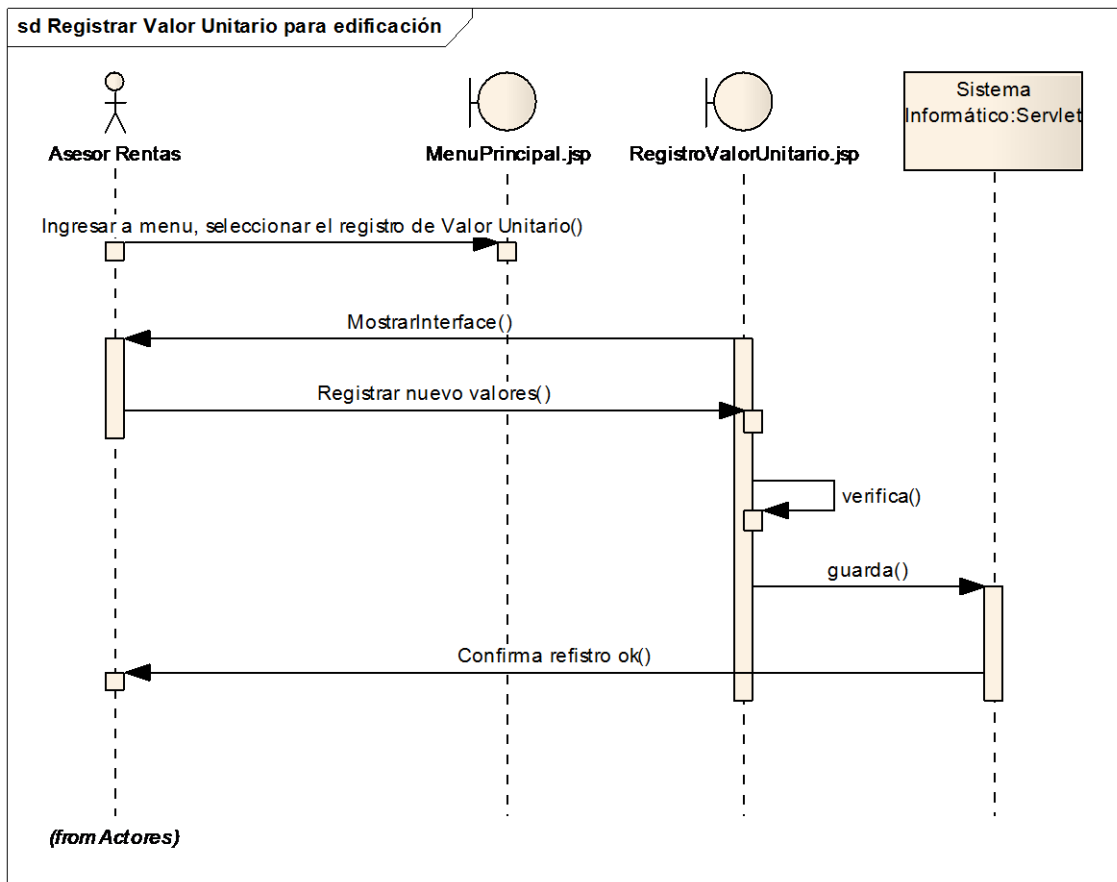 sd Registrar Valor Unitario para edificación
Sistema
Informático:Servlet
Asesor Rentas
MenuPrincipal.jsp
RegistroValorUnitario.jsp
Ingresar a menu, seleccionar el registro de Valor Unitario()
MostrarInterface()
Registrar nuevo valores()
verifica()
guarda()
Confirma refistro ok()
(from Actores)